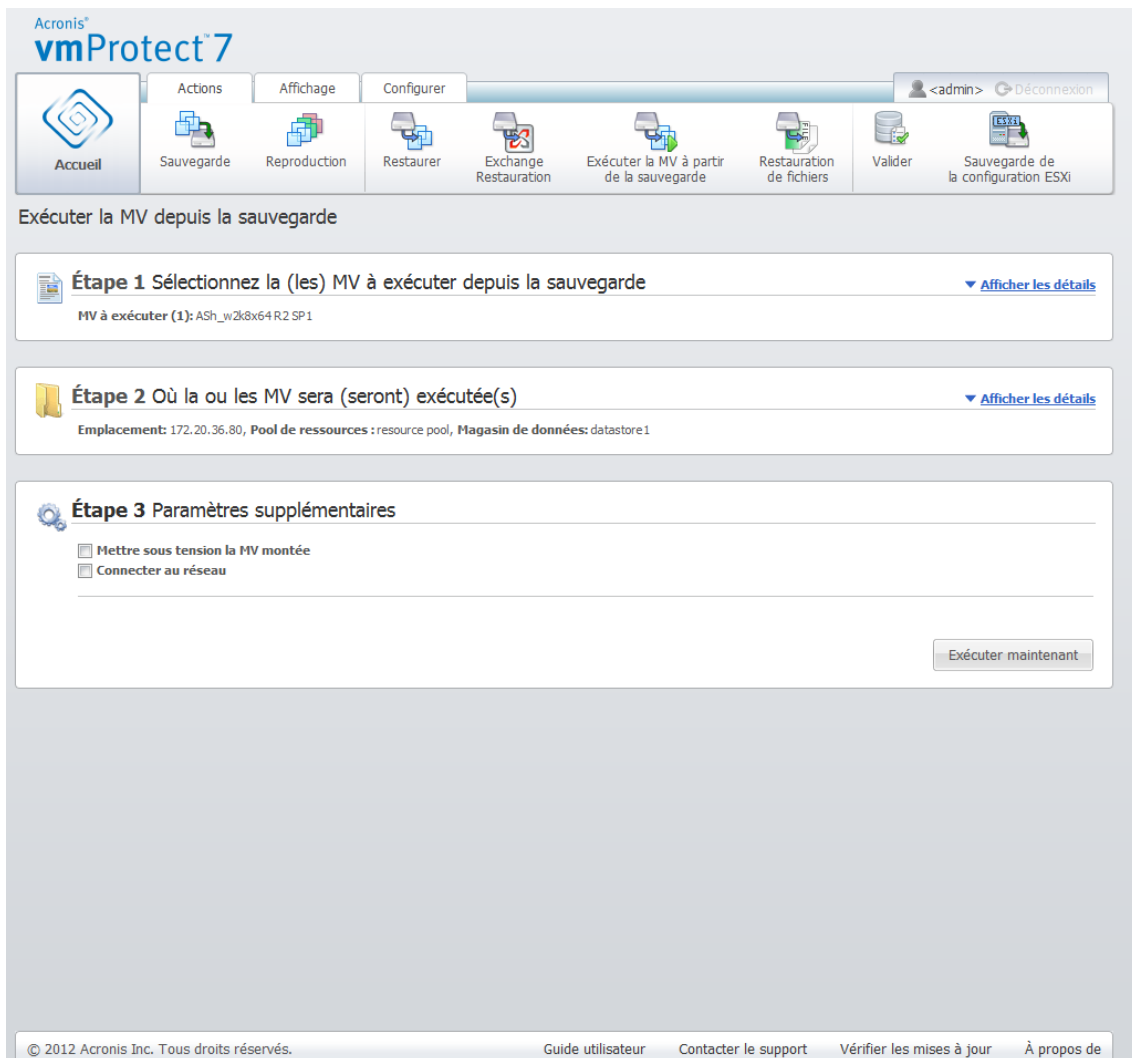 Acronis®
vmProtect™7
Actions
Affichage
Configurer
<admin>
Déconnexion
Accueil
Sauvegarde
Reproduction
Restaurer
Exchange
Restauration
Exécuter la MV à partir
de la sauvegarde
Restauration
de fichiers
Valider
ESXi
Sauvegarde de
la configuration ESXi
Exécuter la MV depuis la sauvegarde
Étape 1 Sélectionnez la (les) MV à exécuter depuis la sauvegarde
Afficher les détails
MV à exécuter (1): ASh_w2k8x64 R2 SP1
Étape 2 Où la ou les MV sera (seront) exécutée(s)
Afficher les détails
Emplacement: 172.20.36.80, Pool de ressources : resource pool, Magasin de données: datastore1
Étape 3 Paramètres supplémentaires
Mettre sous tension la MV montée
Connecter au réseau
Exécuter maintenant
© 2012 Acronis Inc. Tous droits réservés.
Guide utilisateur
Contacter le support
Vérifier les mises à jour
À propos de